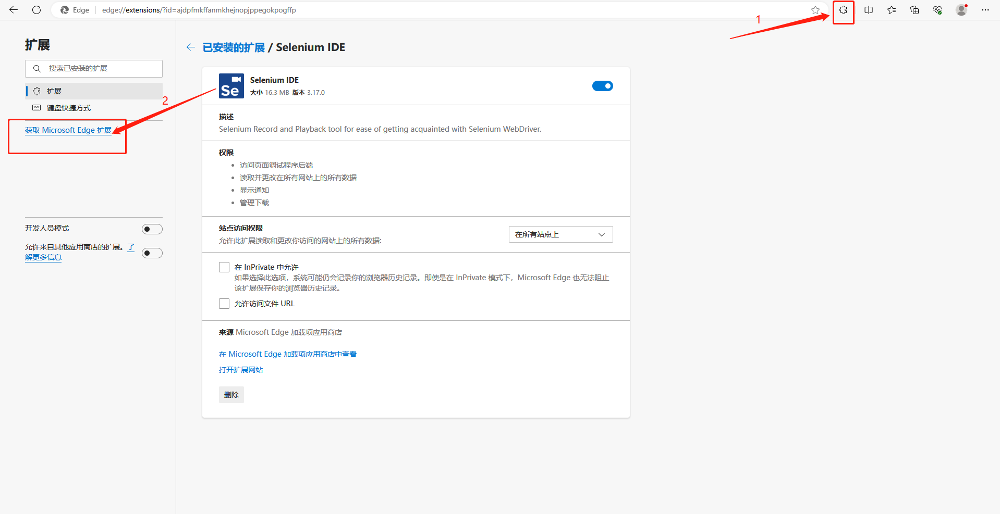 Edge
edge://extensions/?id=ajdpfmkffanmkhejnopjppegokpogffp
1
扩展
搜索已安装的扩展
扩展
键盘快捷方式
2
获取 Microsoft Edge 扩展
开发人员模式
允许来自其他应用商店的扩展。了
解更多信息
已安装的扩展 / Selenium IDE
Se
Selenium IDE
大小 16.3 MB 版本 3.17.0
描述
Selenium Record and Playback tool for ease of getting acquainted with Selenium WebDriver.
权限
访问页面调试程序后端
读取并更改在所有网站上的所有数据
显示通知
管理下载
站点访问权限
允许此扩展读取和更改你访问的网站上的所有数据:
在所有站点上
在 InPrivate 中允许
如果选择此选项，系统可能仍会记录你的浏览器历史记录。即使是在 InPrivate 模式下，Microsoft Edge 也无法阻止
该扩展保存你的浏览器历史记录。
允许访问文件 URL
来源 Microsoft Edge 加载项应用商店
在 Microsoft Edge 加载项应用商店中查看
打开扩展网站
删除